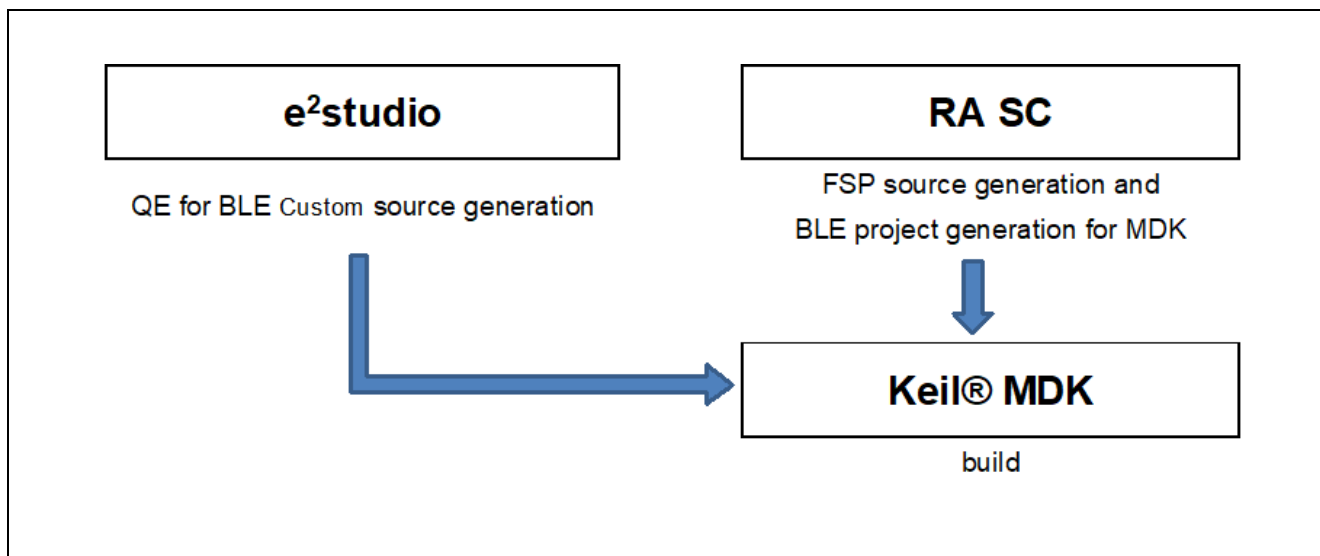 e²studio
RA SC
QE for BLE Custom source generation
FSP source generation and
BLE project generation for MDK
Keil® MDK
build